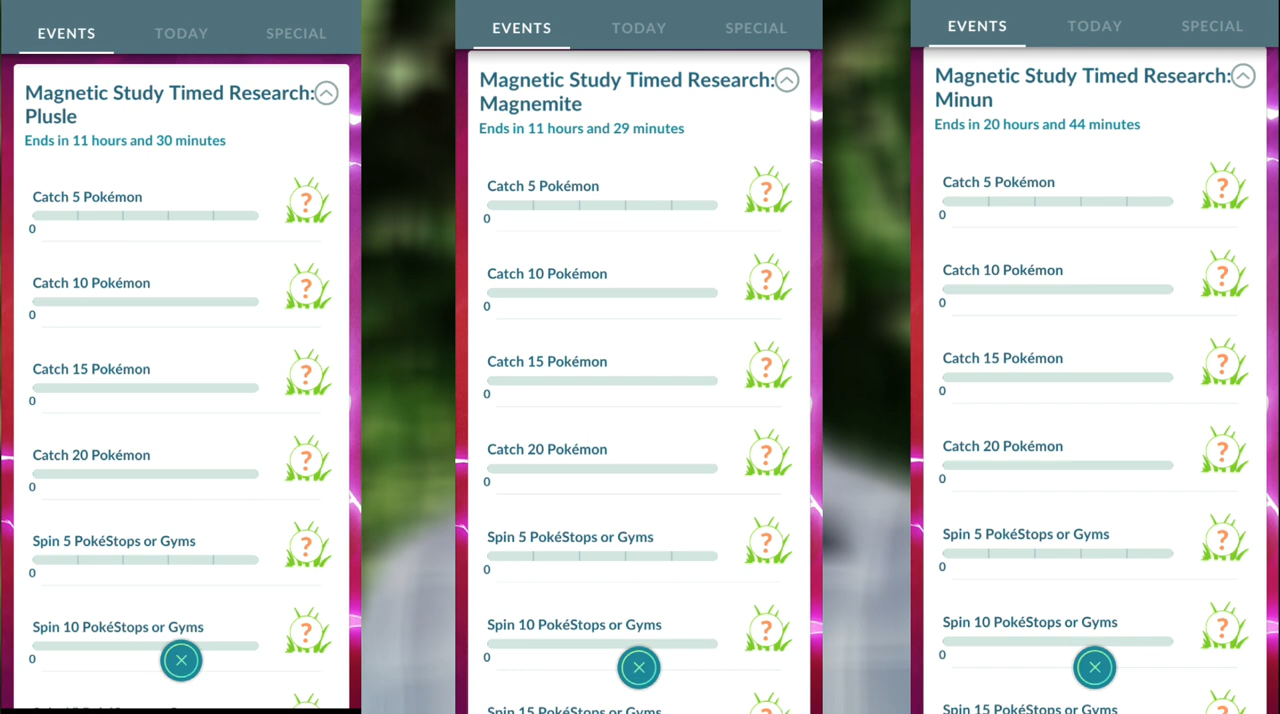 EVENTS TODAY SPECIAL
Magnetic Study Timed Research:
Plusle
Ends in 11 hours and 30 minutes
Catch 5 Pokémon
?
0
Catch 10 Pokémon
?
0
Catch 15 Pokémon
?
0
Catch 20 Pokémon
?
0
Spin 5 PokéStops or Gyms
?
0
Spin 10 PokéStops or Gyms
?
0
EVENTS TODAY SPECIAL
Magnetic Study Timed Research:
Magnemite
Ends in 11 hours and 29 minutes
Catch 5 Pokémon
?
0
Catch 10 Pokémon
?
0
Catch 15 Pokémon
?
0
Catch 20 Pokémon
?
0
Spin 5 PokéStops or Gyms
?
0
Spin 10 PokéStops or Gyms
?
0
Spin 15 PokéStops or Gyms
EVENTS TODAY SPECIAL
Magnetic Study Timed Research:
Minun
Ends in 20 hours and 44 minutes
Catch 5 Pokémon
?
0
Catch 10 Pokémon
?
0
Catch 15 Pokémon
?
0
Catch 20 Pokémon
?
0
Spin 5 PokéStops or Gyms
?
0
Spin 10 PokéStops or Gyms
?
0
Spin 15 PokéStops or Gyms